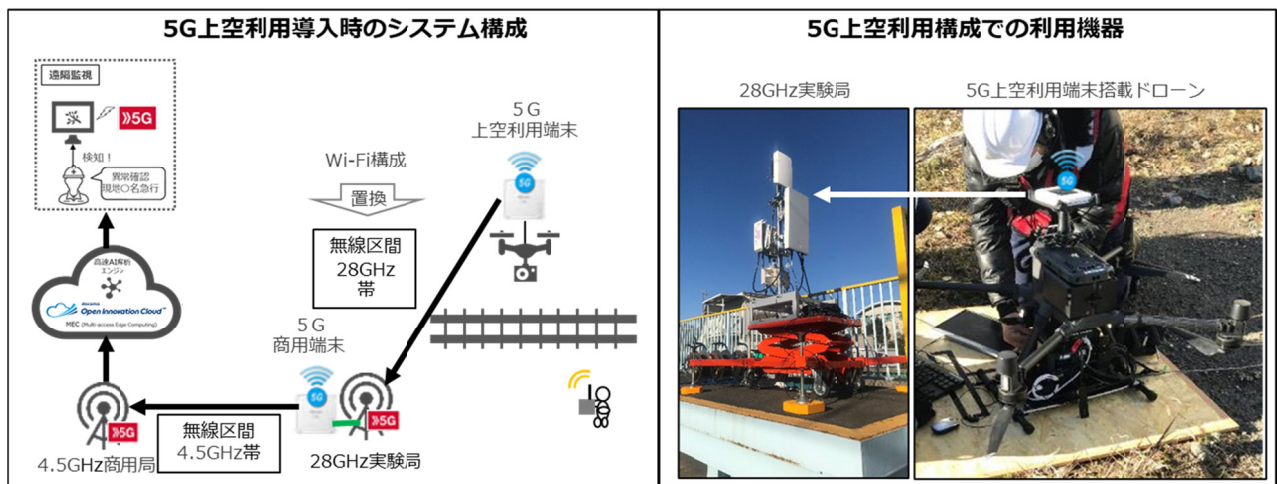 5G上空利用導入時のシステム構成
遠隔監視
»5G
検知！
異常確認
現地〇名急行
高速AI解析
エンジン
docomo
Open Innovation Cloud™
MEC (Multi-access Edge Computing)
»5G
4.5GHz商用局
無線区間
4.5GHz帯
5G
商用端末
5G
»5G
28GHz実験局
Wi-Fi構成
置換
無線区間
28GHz
帯
5G
上空利用端末
5G
5G上空利用構成での利用機器
28GHz実験局
5G上空利用端末搭載ドローン
5G